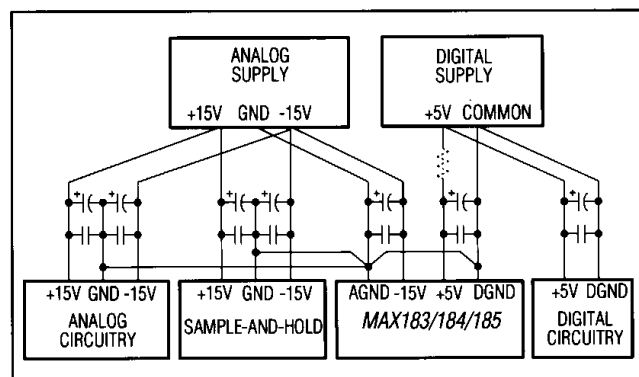 ANALOG
SUPPLY
+15V GND -15V
DIGITAL
SUPPLY
+5V COMMON
+ + + + + + +
+15V GND -15V
ANALOG
CIRCUITRY
+15V GND -15V
SAMPLE-AND-HOLD
AGND -15V +5V DGND
MAX183/184/185
+5V DGND
DIGITAL
CIRCUITRY